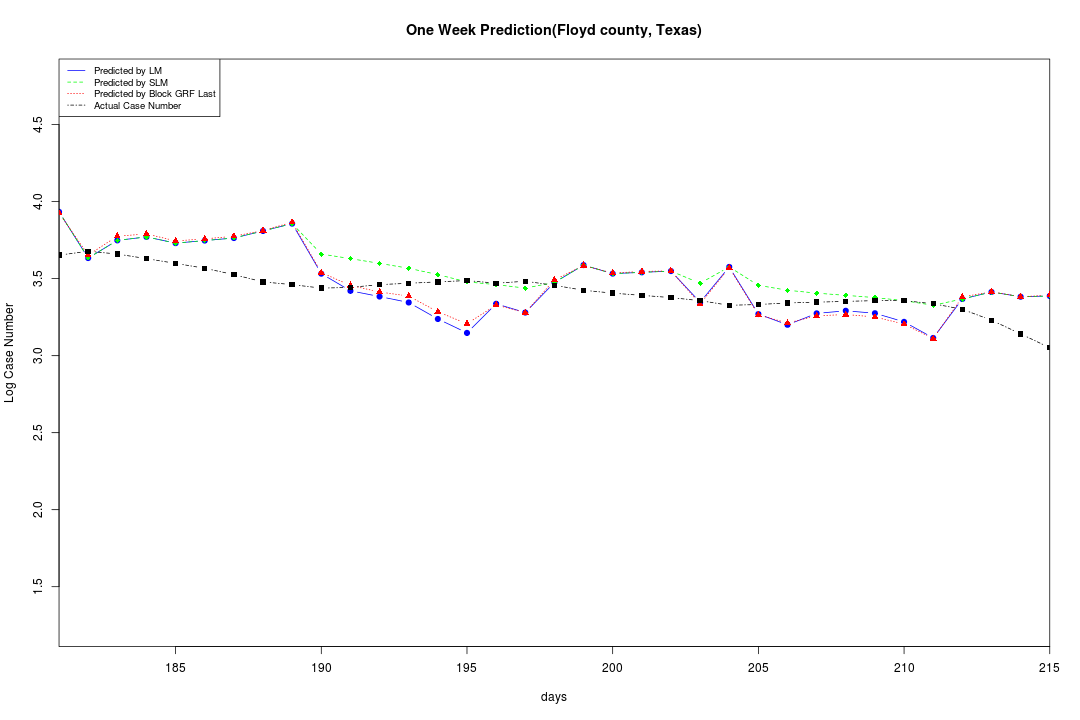 One Week Prediction(Floyd county, Texas)
Predicted by LM
Predicted by SLM
Predicted by Block GRF Last
Actual Case Number
4.5
4.0
3.5
3.0
2.5
2.0
1.5
Log Case Number
185 190 195 200 205 210 215
days